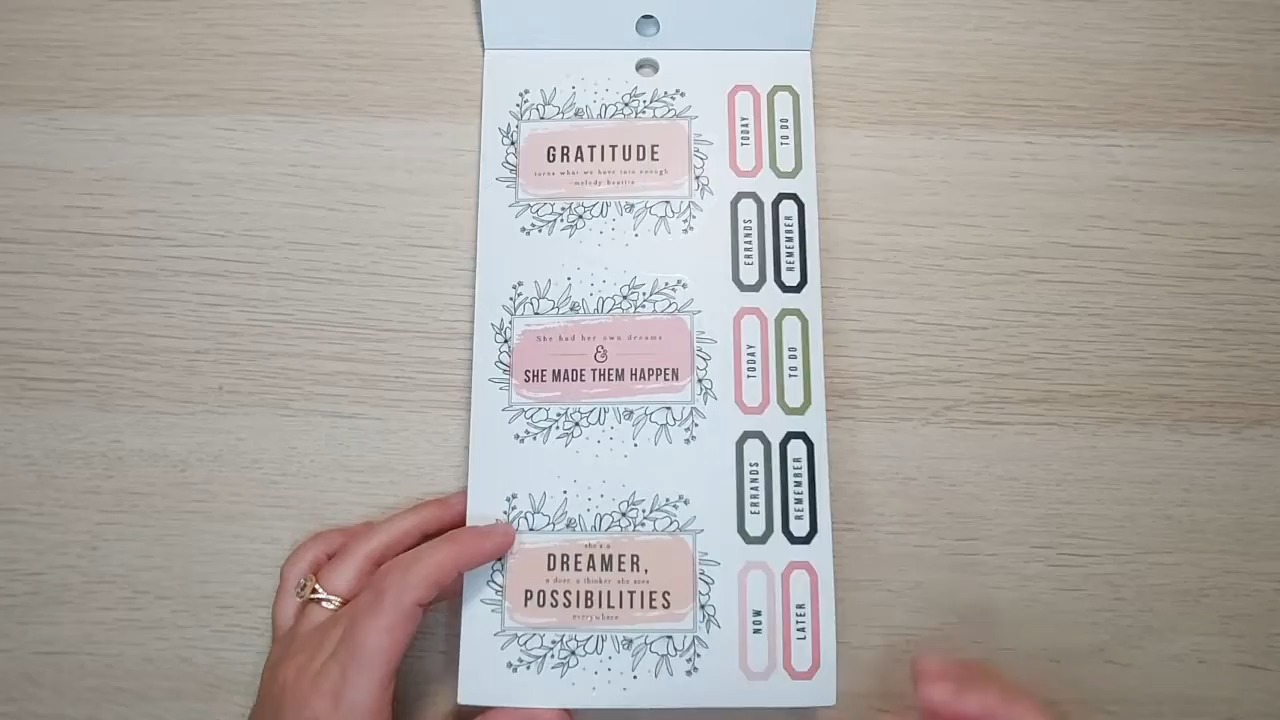 GRATITUDE
turns what we have into enough
-melody beattie
She had her own dreams
&
SHE MADE THEM HAPPEN
she's a
DREAMER,
a doer, a thinker. she sees
POSSIBILITIES
everywhere
TODAY
TO DO
ERRANDS
REMEMBER
TODAY
TO DO
ERRANDS
REMEMBER
NOW
LATER